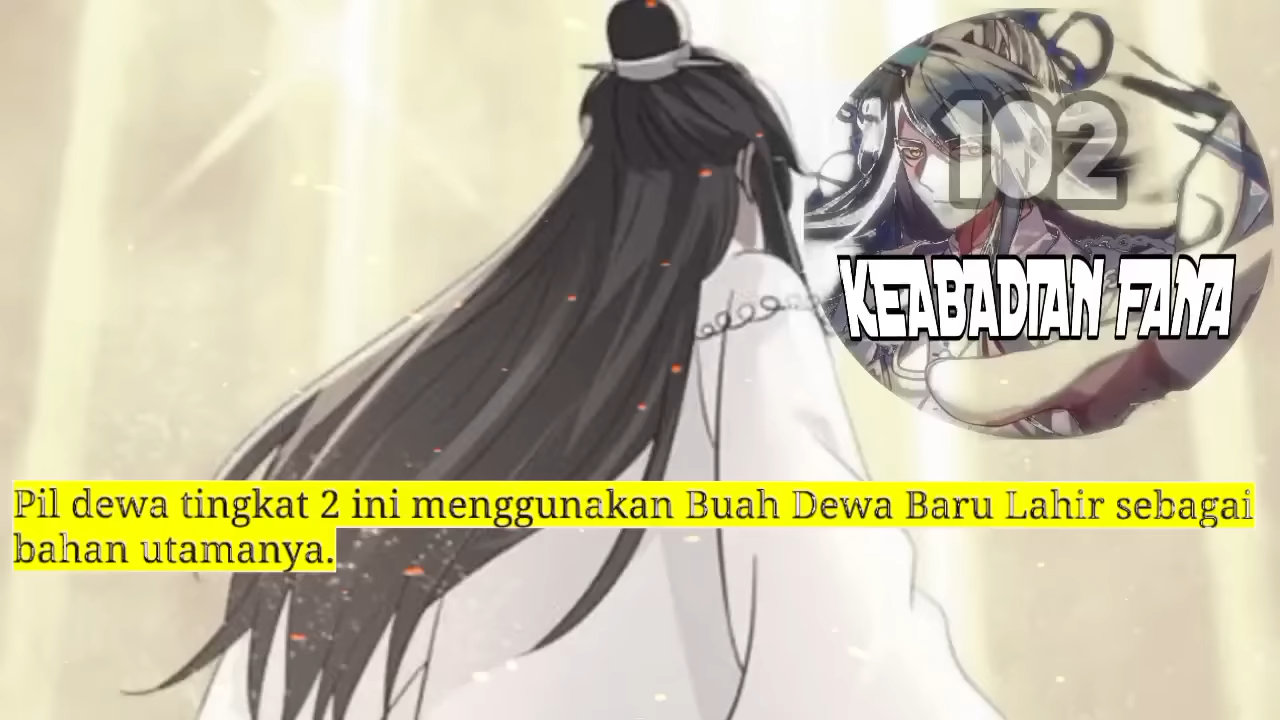 102
KEABADIAN FANA
Pil dewa tingkat 2 ini menggunakan Buah Dewa Baru Lahir sebagai
bahan utamanya.